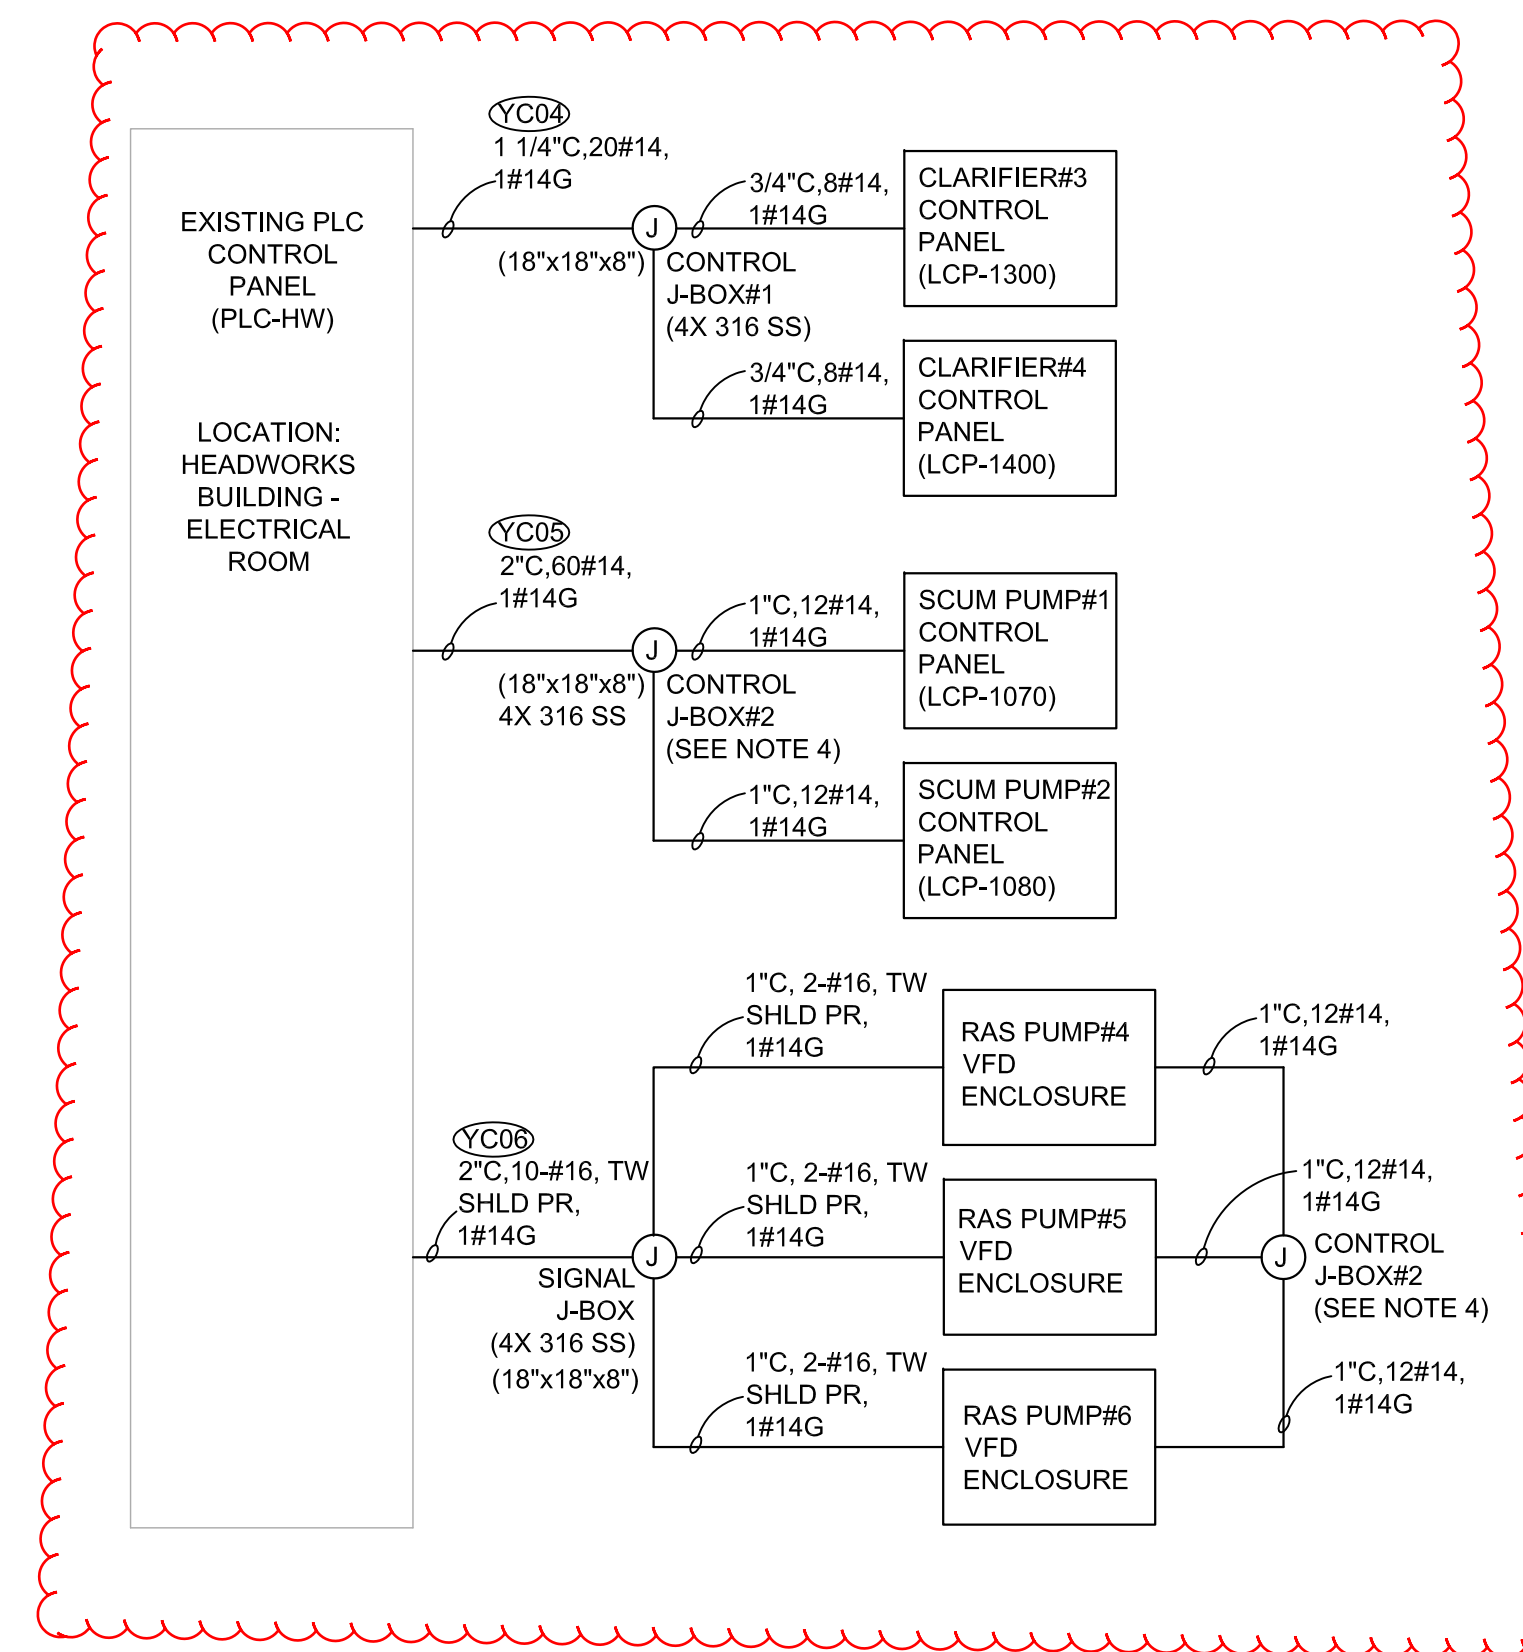 EXISTING PLC
CONTROL
PANEL
(PLC-HW)
LOCATION:
HEADWORKS
BUILDING -
ELECTRICAL
ROOM
YC04
1 1/4"C,20#14,
1#14G
J
(18"x18"x8")
CONTROL
J-BOX#1
(4X 316 SS)
3/4"C,8#14,
1#14G
CLARIFIER#3
CONTROL
PANEL
(LCP-1300)
3/4"C,8#14,
1#14G
CLARIFIER#4
CONTROL
PANEL
(LCP-1400)
YC05
2"C,60#14,
1#14G
J
(18"x18"x8")
4X 316 SS
CONTROL
J-BOX#2
(SEE NOTE 4)
1"C,12#14,
1#14G
SCUM PUMP#1
CONTROL
PANEL
(LCP-1070)
1"C,12#14,
1#14G
SCUM PUMP#2
CONTROL
PANEL
(LCP-1080)
YC06
2"C,10-#16, TW
SHLD PR,
1#14G
J
SIGNAL
J-BOX
(4X 316 SS)
(18"x18"x8")
1"C, 2-#16, TW
SHLD PR,
1#14G
RAS PUMP#4
VFD
ENCLOSURE
1"C,12#14,
1#14G
1"C, 2-#16, TW
SHLD PR,
1#14G
RAS PUMP#5
VFD
ENCLOSURE
1"C,12#14,
1#14G
J
CONTROL
J-BOX#2
(SEE NOTE 4)
1"C, 2-#16, TW
SHLD PR,
1#14G
RAS PUMP#6
VFD
ENCLOSURE
1"C,12#14,
1#14G